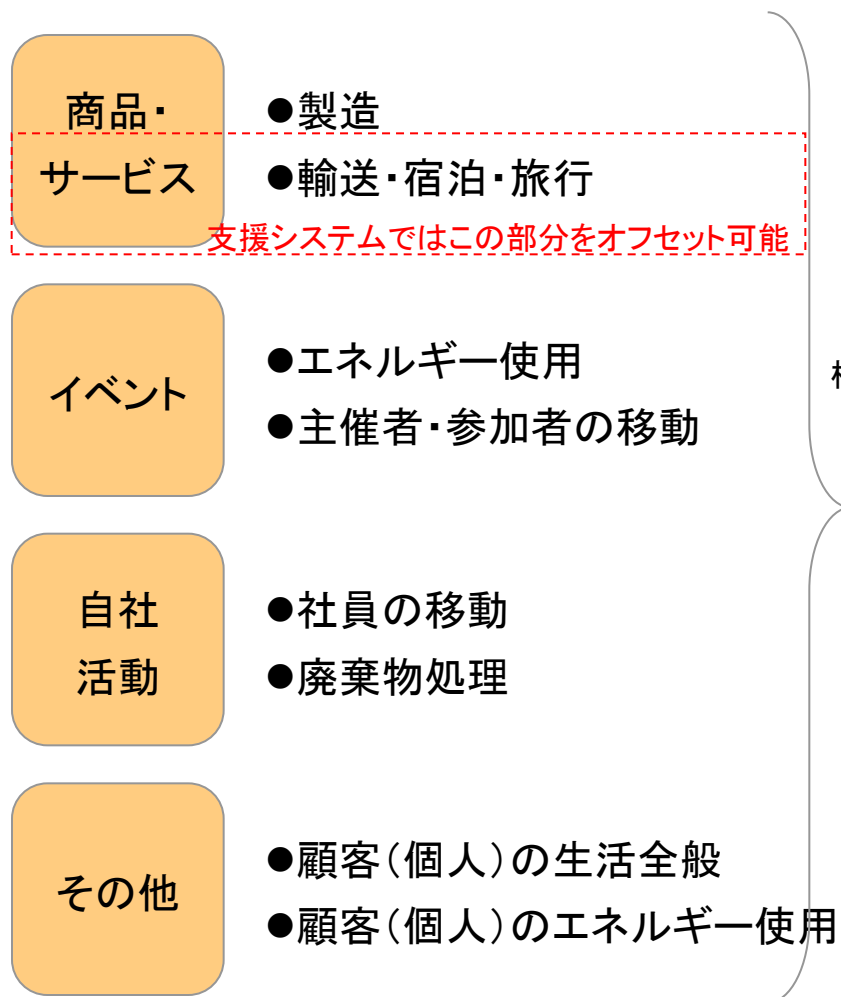 商品・
サービス
●製造
●輸送・宿泊・旅行
支援システムではこの部分をオフセット可能
イベント
●エネルギー使用
●主催者・参加者の移動
自社
活動
●社員の移動
●廃棄物処理
その他
●顧客(個人)の生活全般
●顧客(個人)のエネルギー使用